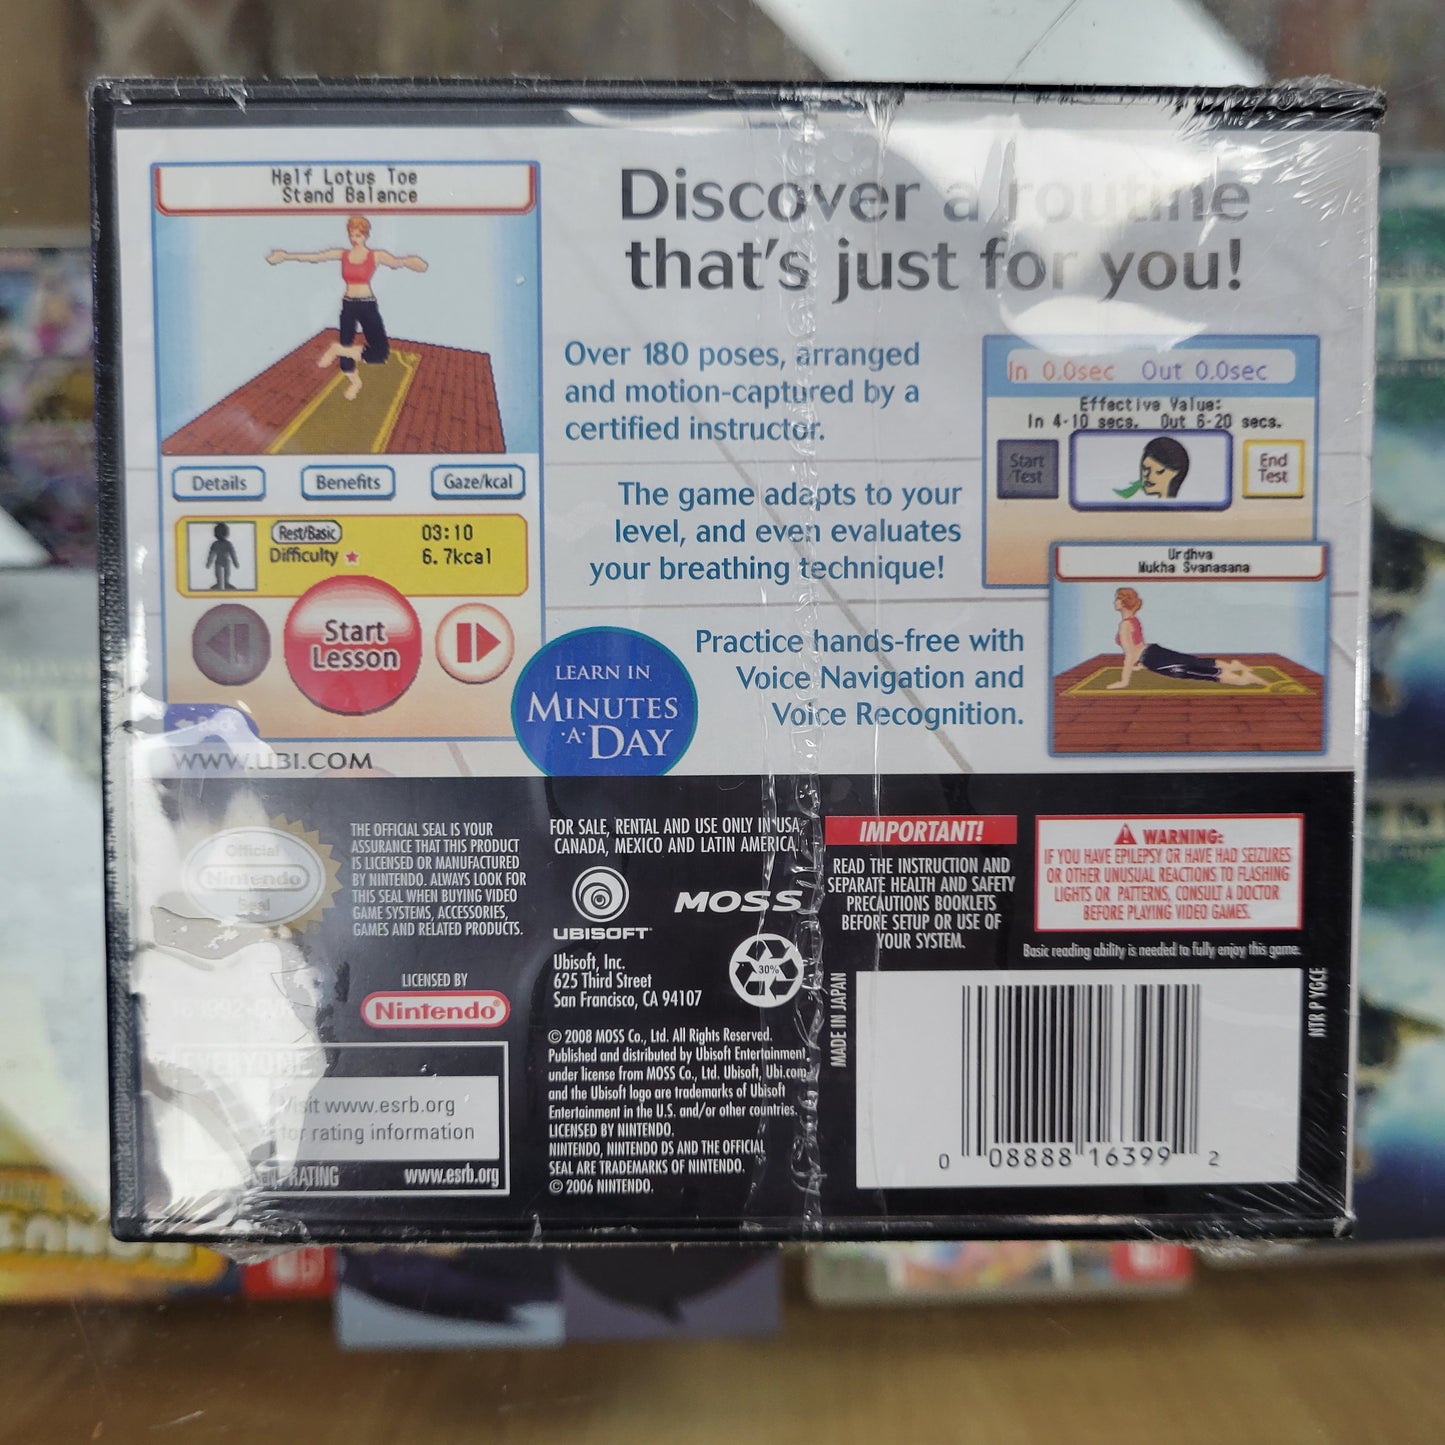 Half Lotus Toe
Stand Balance
Details
Benefits
Gaze/kcal
Rest/Basic
03:10
Difficulty ★
6.7kcal
Start
Lesson
WWW.UBI.COM
Discover a routine
that's just for you!
Over 180 poses, arranged
and motion-captured by a
certified instructor.
The game adapts to your
level, and even evaluates
your breathing technique!
Practice hands-free with
Voice Navigation and
Voice Recognition.
LEARN IN
MINUTES
·A·DAY
In 0.0sec Out 0.0sec
Effective Value:
In 4-10 secs. Out 6-20 secs.
Start
Test
End
Test
Urdhva
Mukha Svanasana
Official
Nintendo
Seal
THE OFFICIAL SEAL IS YOUR
ASSURANCE THAT THIS PRODUCT
IS LICENSED OR MANUFACTURED
BY NINTENDO. ALWAYS LOOK FOR
THIS SEAL WHEN BUYING VIDEO
GAME SYSTEMS, ACCESSORIES,
GAMES AND RELATED PRODUCTS.
LICENSED BY
Nintendo®
EVERYONE
Visit www.esrb.org
for rating information
RATING
www.esrb.org
FOR SALE, RENTAL AND USE ONLY IN USA,
CANADA, MEXICO AND LATIN AMERICA.
UBISOFT
MOSS
30%
Ubisoft, Inc.
625 Third Street
San Francisco, CA 94107
© 2008 MOSS Co., Ltd. All Rights Reserved.
Published and distributed by Ubisoft Entertainment
under license from MOSS Co., Ltd. Ubisoft, Ubi.com
and the Ubisoft logo are trademarks of Ubisoft
Entertainment in the U.S. and/or other countries.
LICENSED BY NINTENDO.
NINTENDO, NINTENDO DS AND THE OFFICIAL
SEAL ARE TRADEMARKS OF NINTENDO.
© 2006 NINTENDO.
IMPORTANT!
READ THE INSTRUCTION AND
SEPARATE HEALTH AND SAFETY
PRECAUTIONS BOOKLETS
BEFORE SETUP OR USE OF
YOUR SYSTEM.
WARNING:
IF YOU HAVE EPILEPSY OR HAVE HAD SEIZURES
OR OTHER UNUSUAL REACTIONS TO FLASHING
LIGHTS OR PATTERNS, CONSULT A DOCTOR
BEFORE PLAYING VIDEO GAMES.
Basic reading ability is needed to fully enjoy this game.
MADE IN JAPAN
NTR P YGCE
0 08888 16399 2